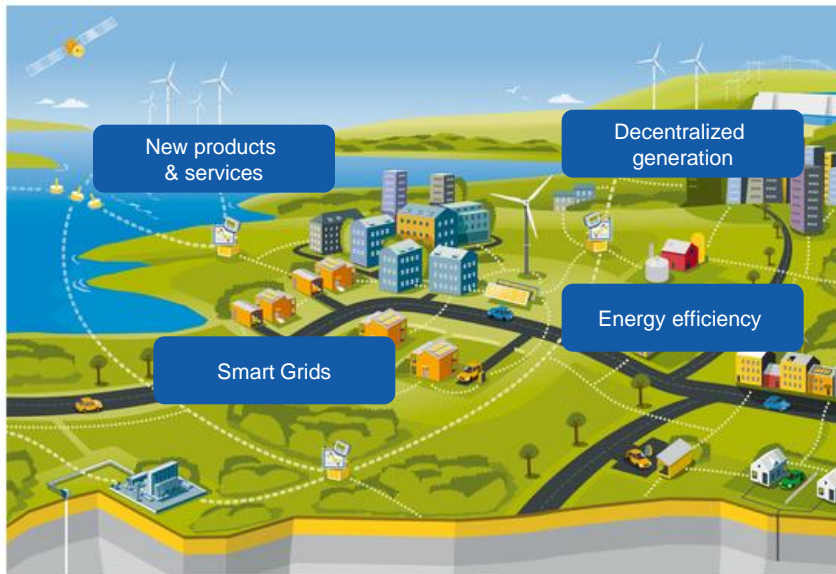 New products
& services
Decentralized
generation
Energy efficiency
Smart Grids